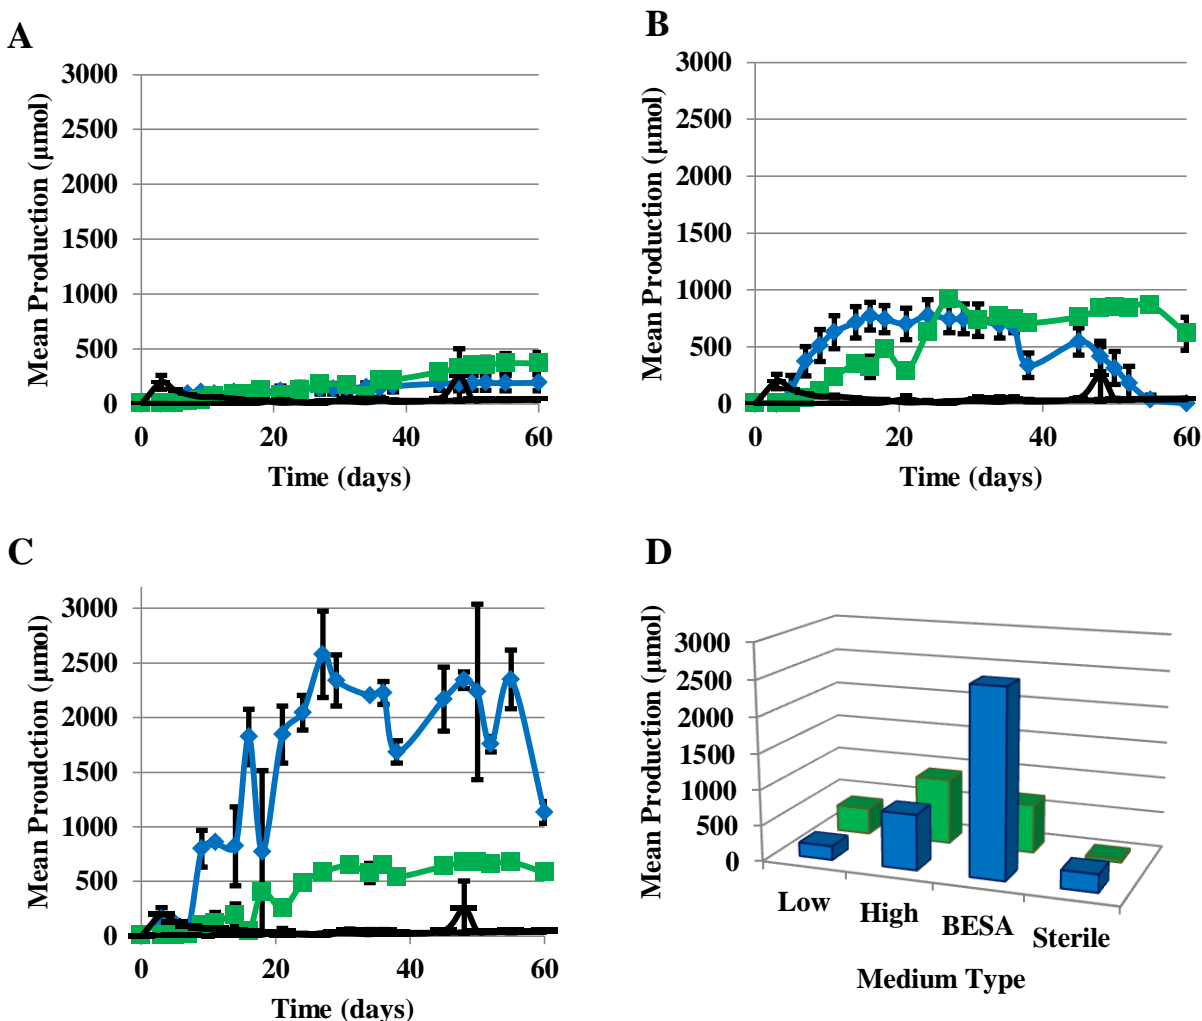 A
Mean Production (µmol)
3000
2500
2000
1500
1000
500
0
0 20 40 60
Time (days)
B
Mean Production (µmol)
3000
2500
2000
1500
1000
500
0
0 20 40 60
Time (days)
C
Mean Proudction (µmol)
3000
2500
2000
1500
1000
500
0
0 20 40 60
Time (days)
D
Mean Production (µmol)
3000
2500
2000
1500
1000
500
0
Low High BESA Sterile
Medium Type